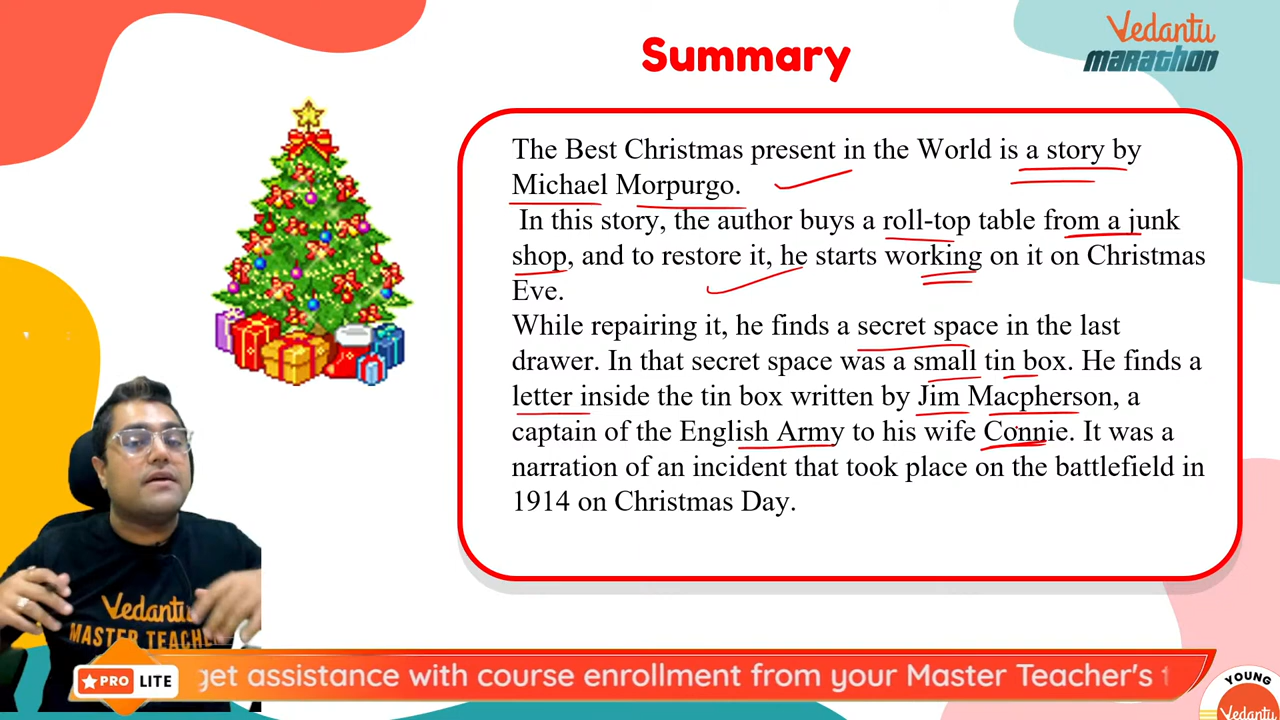 Vedantu
marathon
Summary
The Best Christmas present in the World is a story by
Michael Morpurgo.
In this story, the author buys a roll-top table from a junk
shop, and to restore it, he starts working on it on Christmas
Eve.
While repairing it, he finds a secret space in the last
drawer. In that secret space was a small tin box. He finds a
letter inside the tin box written by Jim Macpherson, a
captain of the English Army to his wife Connie. It was a
narration of an incident that took place on the battlefield in
1914 on Christmas Day.
Vedantu
MASTER TEACHER
PRO LITE
get assistance with course enrollment from your Master Teacher's
YOUNG
Vedantu